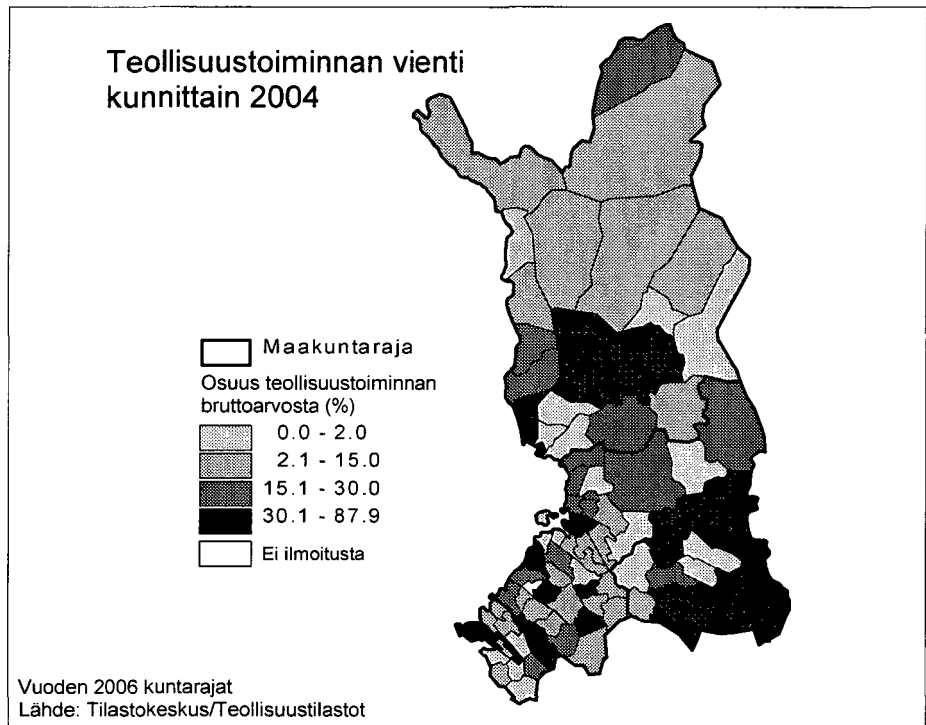 Teollisuustoiminnan vienti
kunnittain 2004
Maakuntaraja
Osuus teollisuustoiminnan
bruttoarvosta (%)
0.0 - 2.0
2.1 - 15.0
15.1 - 30.0
30.1 - 87.9
Ei ilmoitusta
Vuoden 2006 kuntarajat
Lähde: Tilastokeskus/Teollisuustilastot